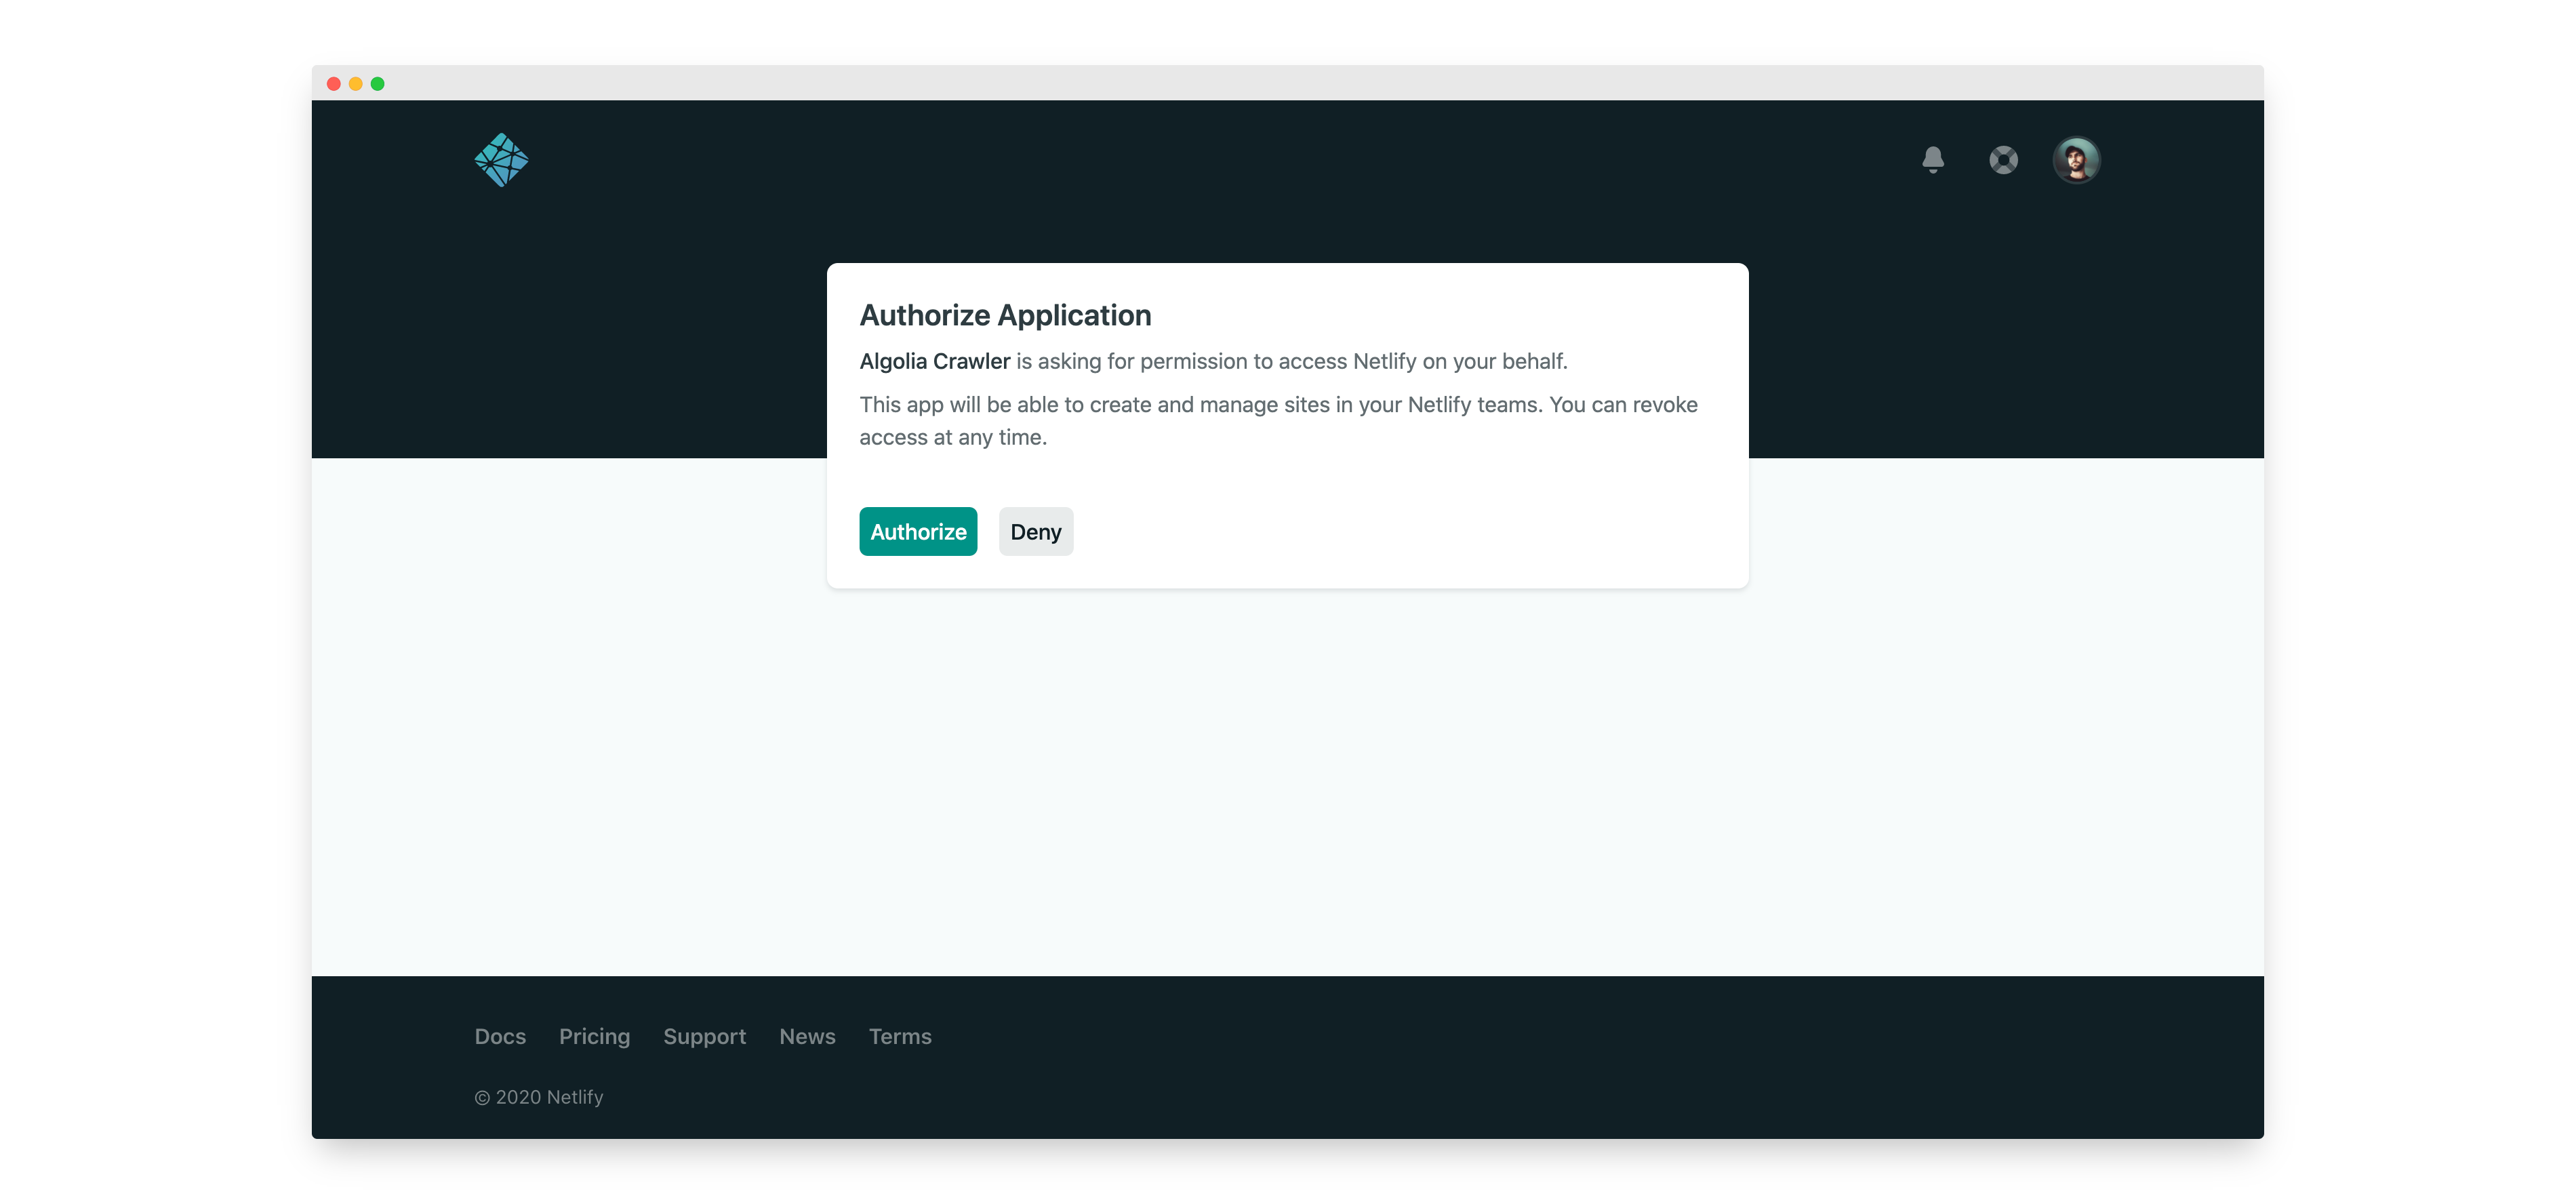 Authorize Application
Algolia Crawler is asking for permission to access Netlify on your behalf.
This app will be able to create and manage sites in your Netlify teams. You can revoke
access at any time.
Authorize Deny
Docs Pricing Support News Terms
© 2020 Netlify